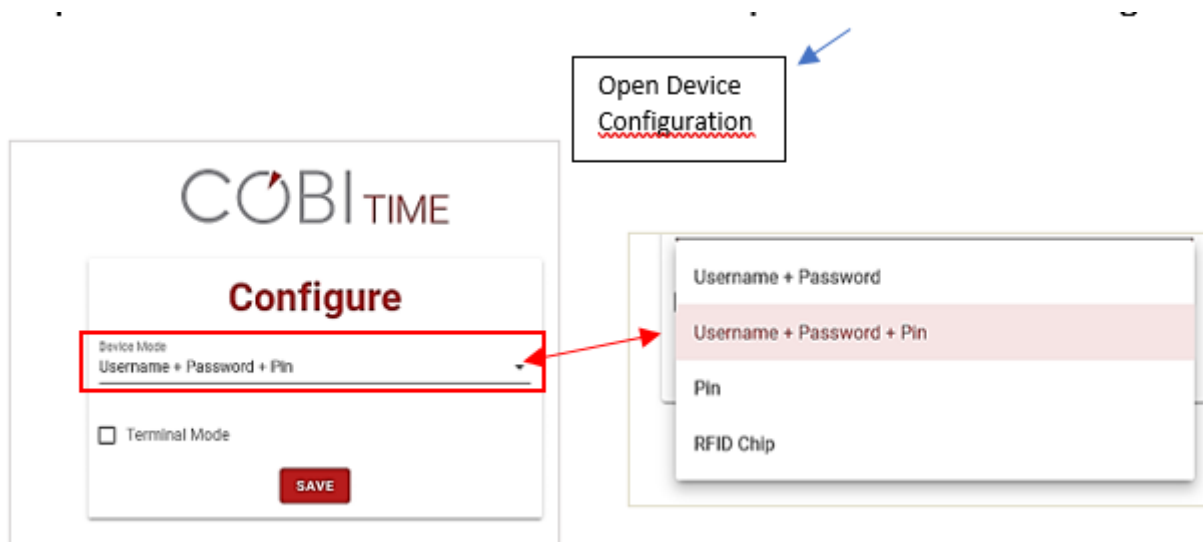 Open Device
Configuration
COBI TIME
Configure
Device Mode
Username + Password + Pin
Terminal Mode
SAVE
Username + Password
Username + Password + Pin
Pin
RFID Chip